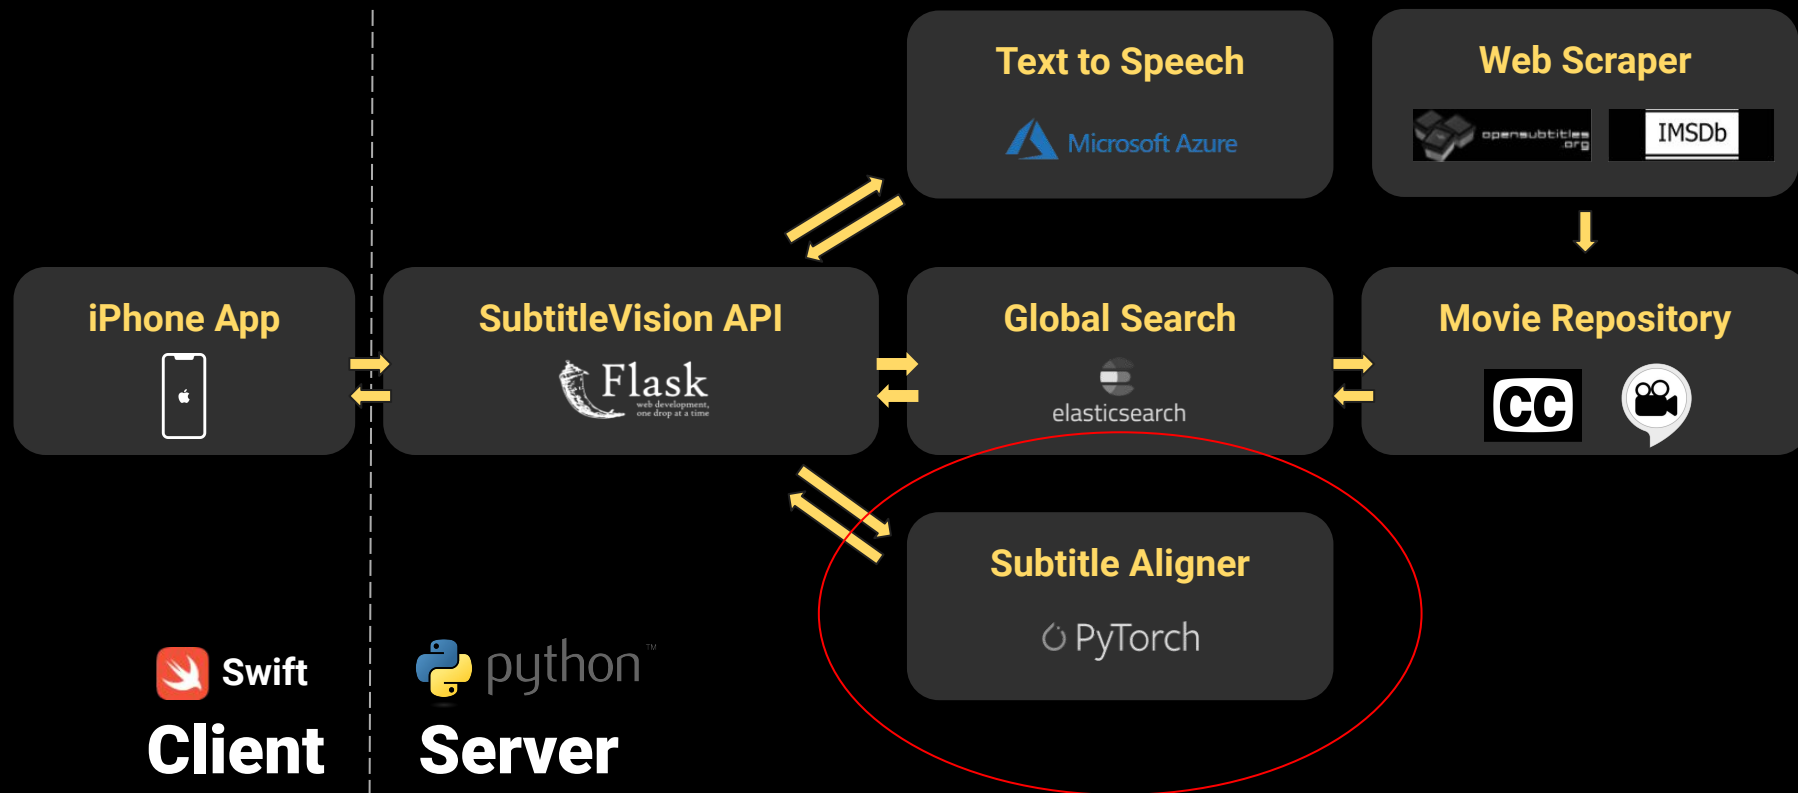 Text to Speech
Microsoft Azure
Web Scraper
opensubtitles
.org
IMSDb
iPhone App
SubtitleVision API
Flask
web development,
one drop at a time
Global Search
elasticsearch
Movie Repository
CC
Subtitle Aligner
PyTorch
Swift
python™
Client
Server